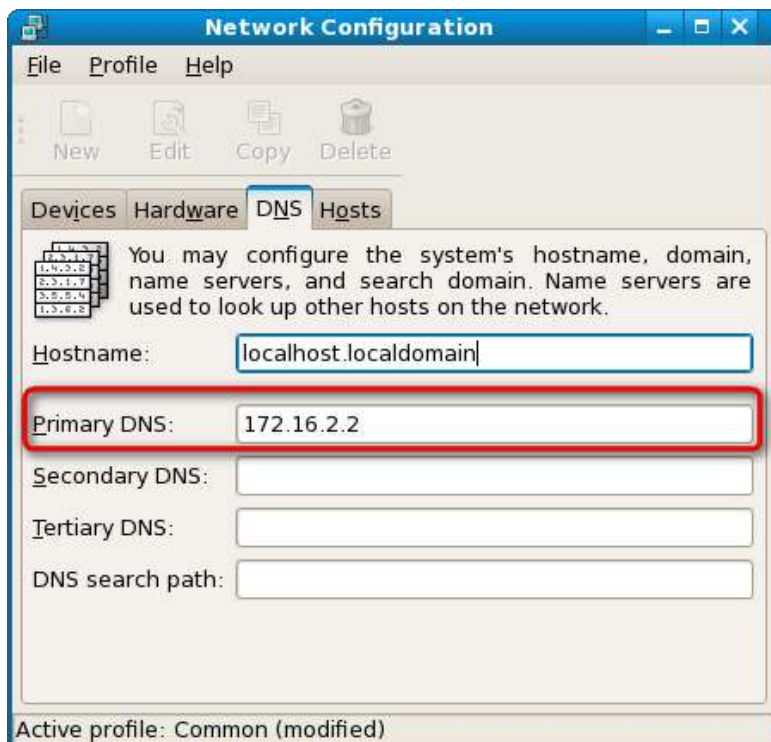 Network Configuration
File Profile Help
New Edit Copy Delete
Devices Hardware DNS Hosts
You may configure the system's hostname, domain,
name servers, and search domain. Name servers are
used to look up other hosts on the network.
Hostname: localhost.localdomain
Primary DNS: 172.16.2.2
Secondary DNS:
Tertiary DNS:
DNS search path:
Active profile: Common (modified)